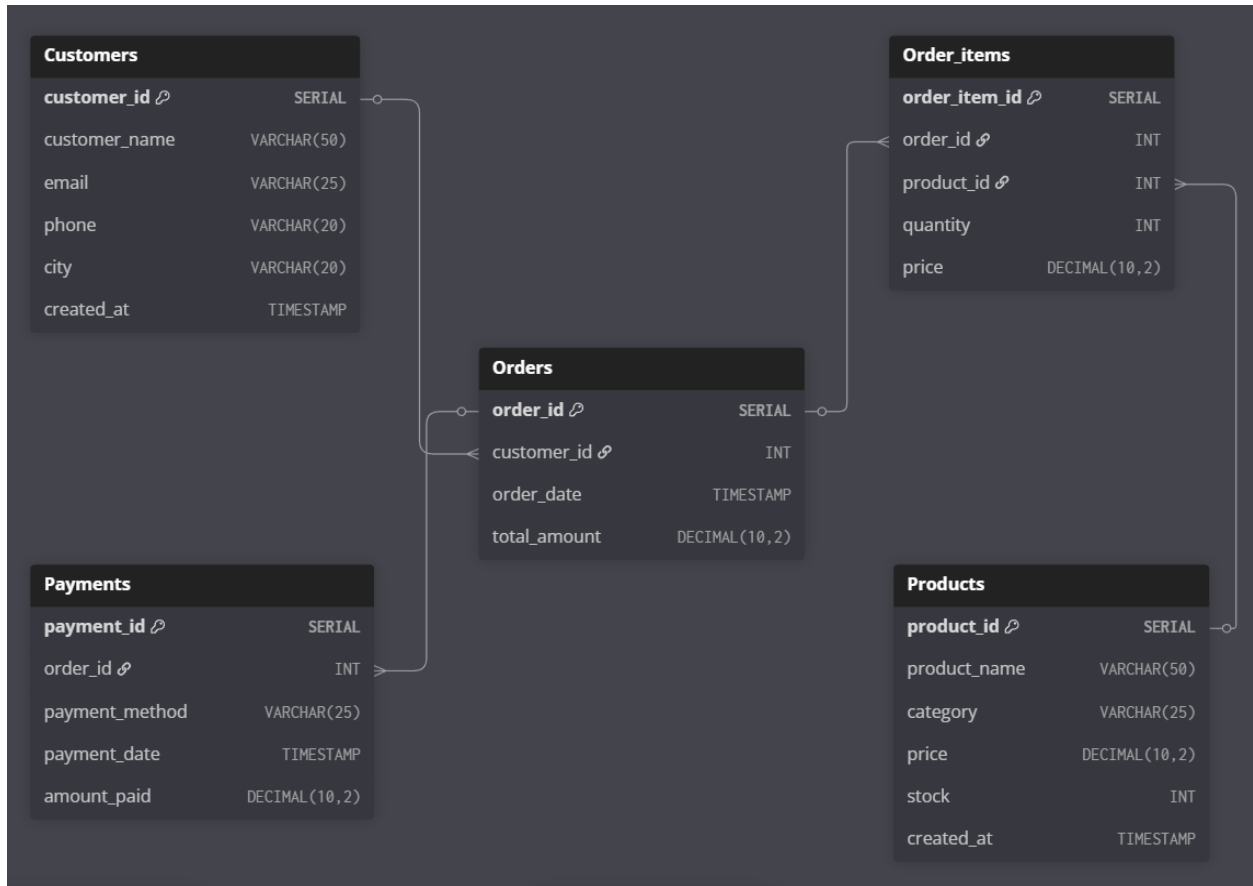 Customers
customer_id SERIAL
customer_name VARCHAR(50)
email VARCHAR(25)
phone VARCHAR(20)
city VARCHAR(20)
created_at TIMESTAMP
Order_items
order_item_id SERIAL
order_id INT
product_id INT
quantity INT
price DECIMAL(10,2)
Orders
order_id SERIAL
customer_id INT
order_date TIMESTAMP
total_amount DECIMAL(10,2)
Payments
payment_id SERIAL
order_id INT
payment_method VARCHAR(25)
payment_date TIMESTAMP
amount_paid DECIMAL(10,2)
Products
product_id SERIAL
product_name VARCHAR(50)
category VARCHAR(25)
price DECIMAL(10,2)
stock INT
created_at TIMESTAMP